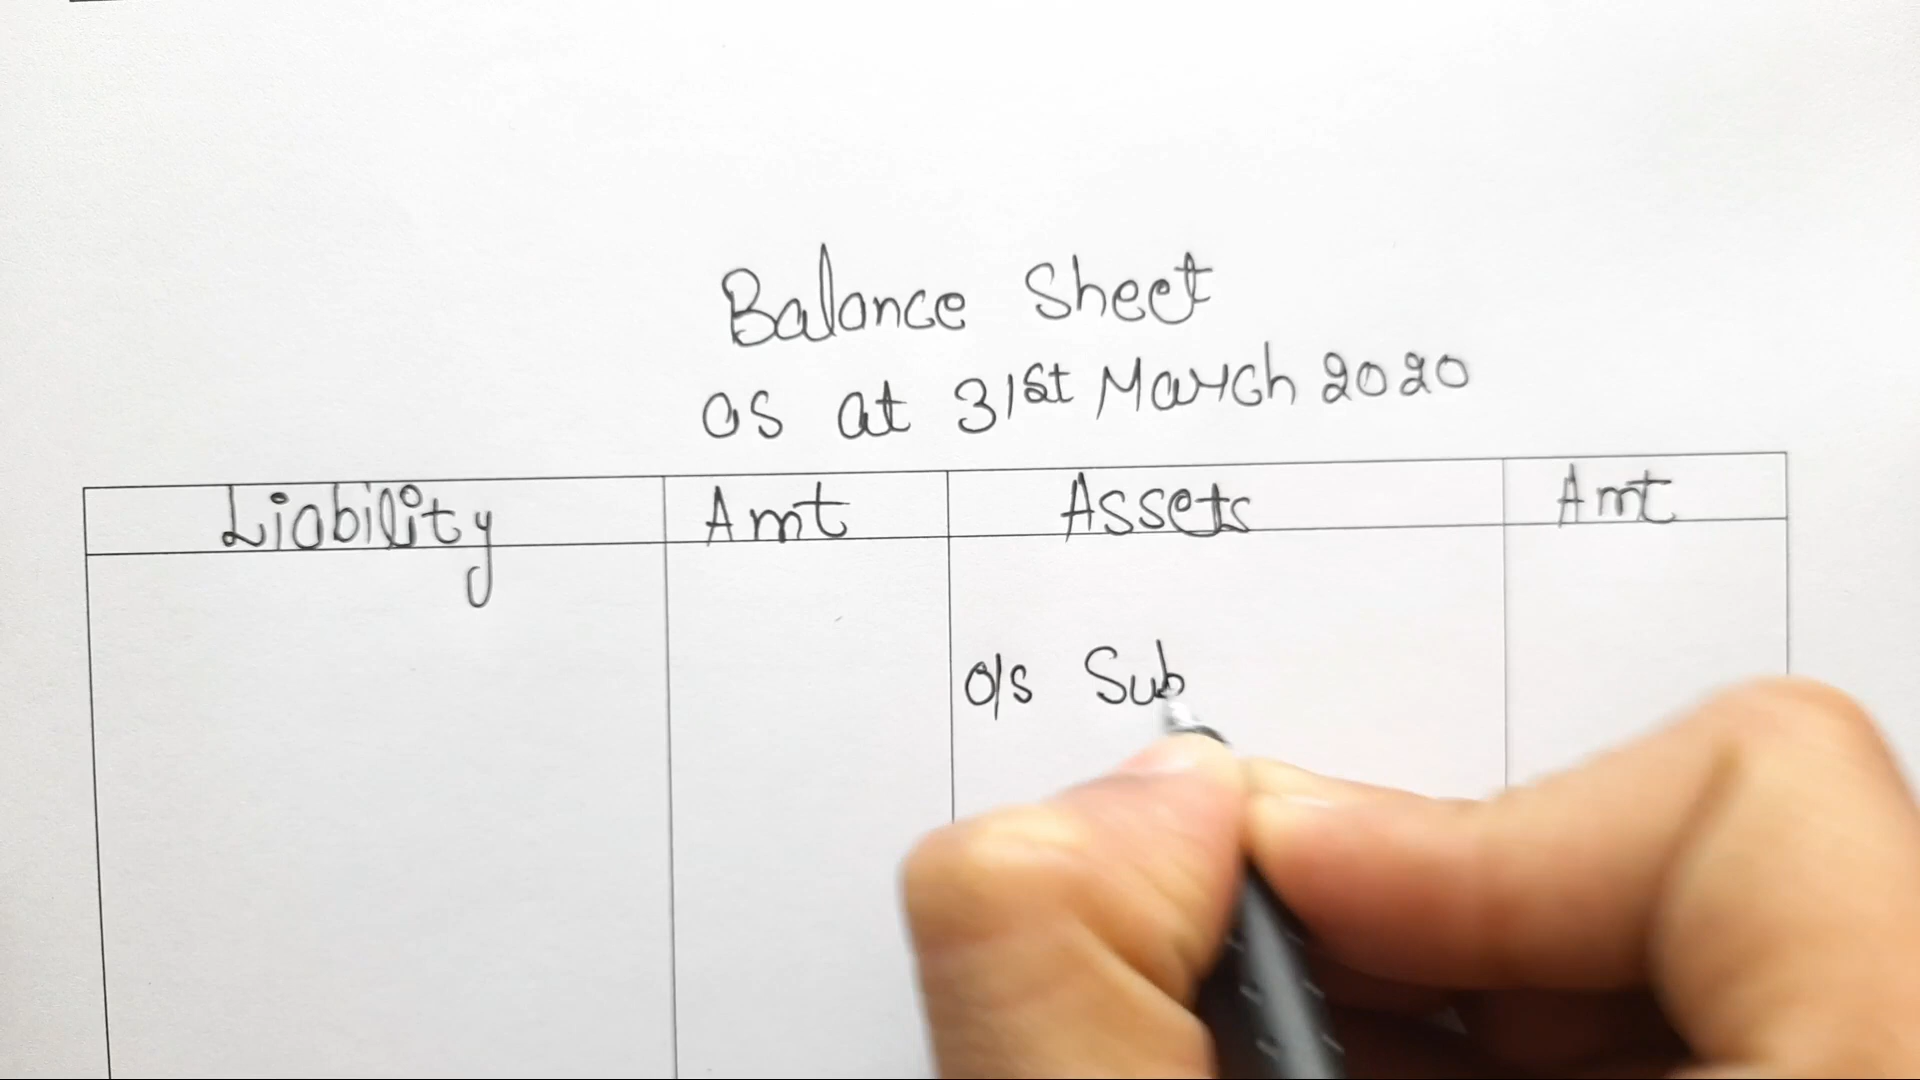 Balance Sheet
as at 31st March 2020
Liability Amt Assets Amt
O/s Sub